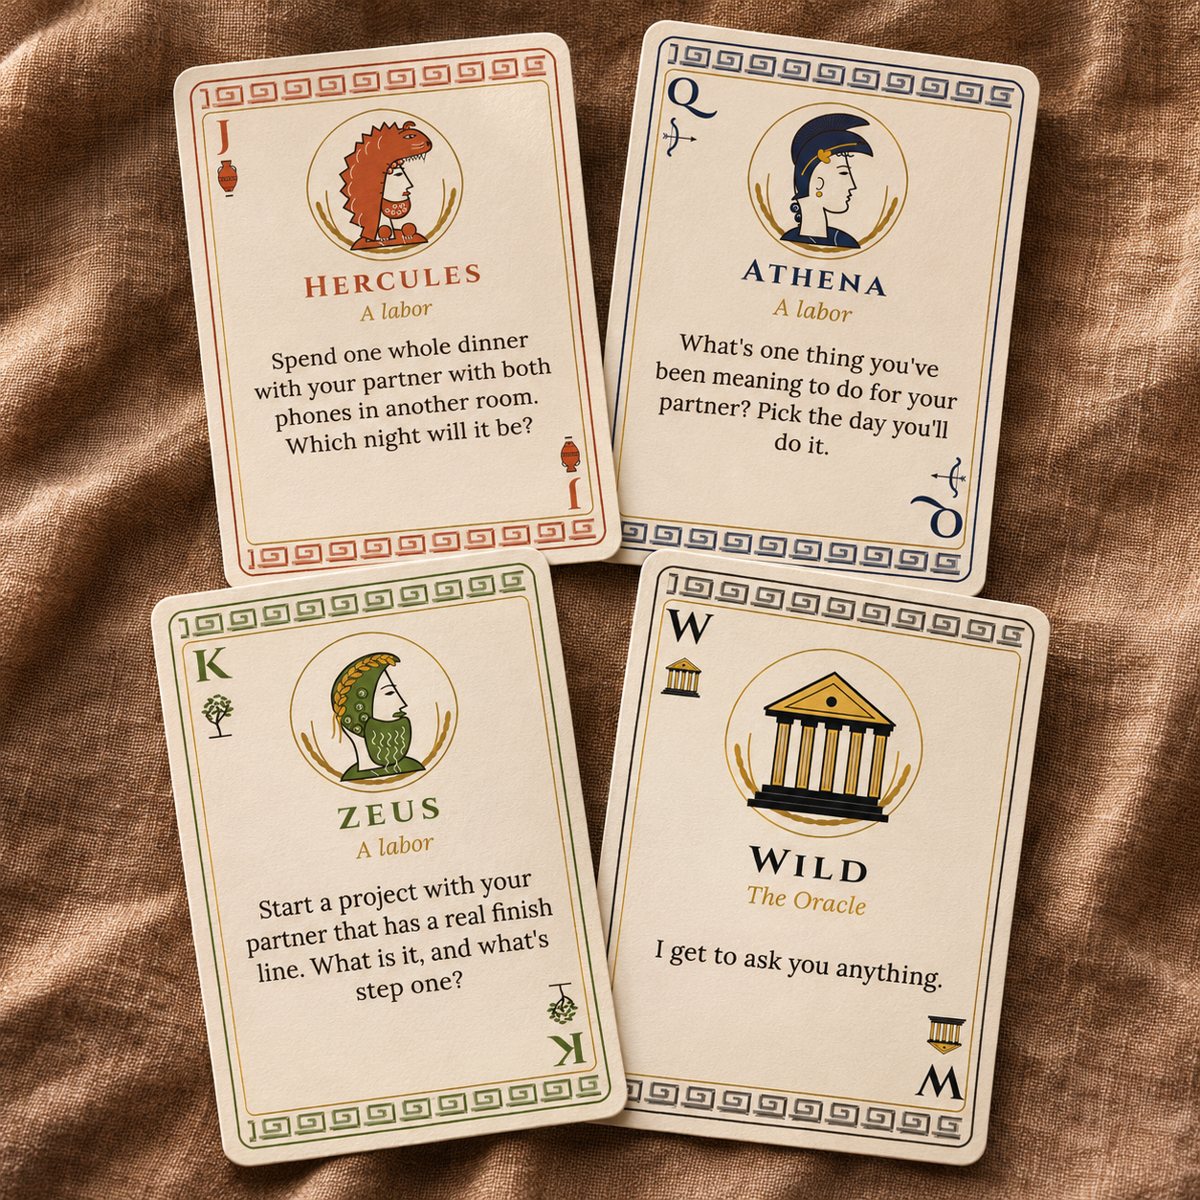 J
HERCULES
A labor
Spend one whole dinner
with your partner with both
phones in another room.
Which night will it be?
J
Q
ATHENA
A labor
What's one thing you've
been meaning to do for your
partner? Pick the day you'll
do it.
Q
K
ZEUS
A labor
Start a project with your
partner that has a real finish
line. What is it, and what's
step one?
K
W
WILD
The Oracle
I get to ask you anything.
W